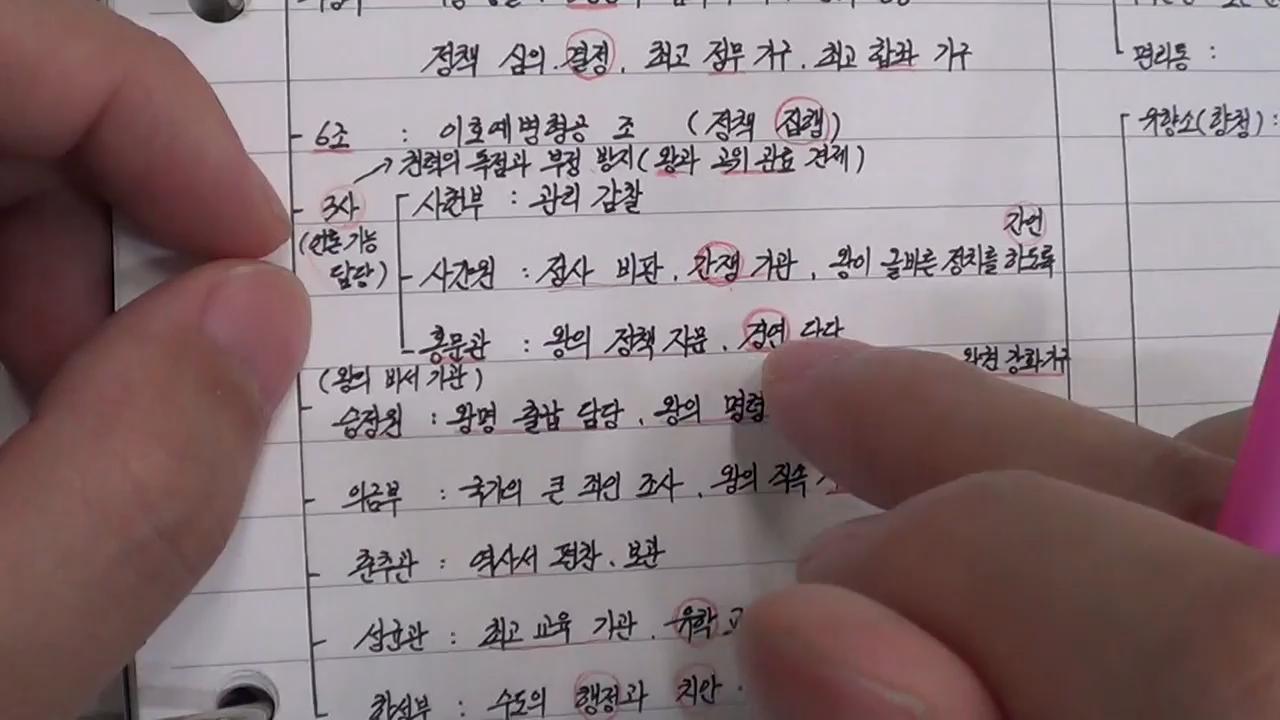 정책 심의·결정, 최고 정무 기구, 최고 합좌 기구
6조 : 이호예병형공 조 (정책 집행)
→ 권력의 독점과 부정 방지(왕과 고위 관료 견제)
3사
(언론 기능
담당)
사헌부 : 관리 감찰
간언
사간원 : 정사 비판, 간쟁 기관, 왕이 올바른 정치를 하도록
홍문관 : 왕의 정책 자문, 경연 담당
(왕의 비서 기관)
왕권 강화기구
승정원 : 왕명 출납 담당, 왕의 명령
의금부 : 국가의 큰 죄인 조사, 왕의 직속
춘추관 : 역사서 편찬·보관
성균관 : 최고 교육 기관, 유학
한성부 : 수도의 행정과 치안
편리통 :
유향소(향청) :